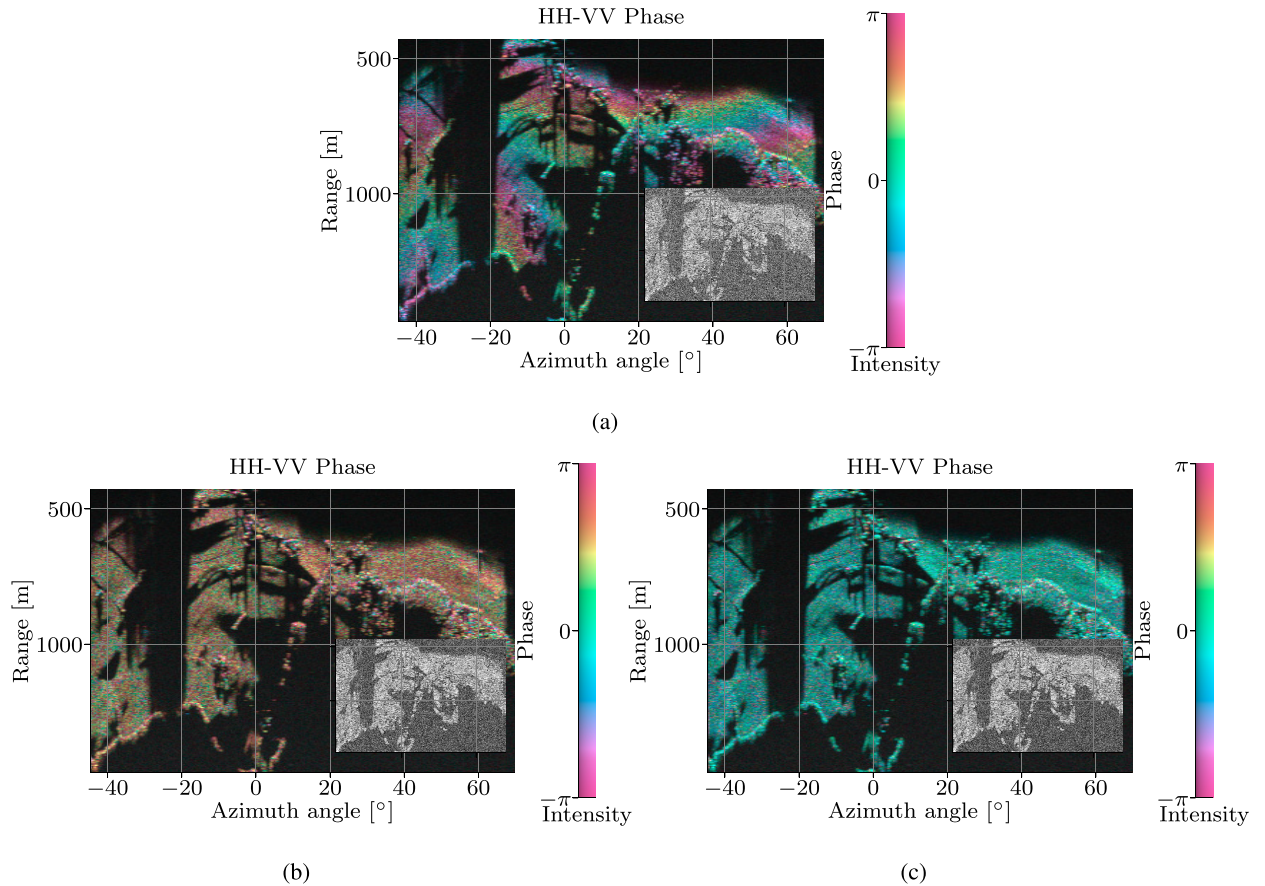 HH-VV Phase
π
500
Range [m]
1000
Phase
0
−40
−20
0
20
40
60
−π
Azimuth angle [°]
Intensity
(a)
HH-VV Phase
π
500
Range [m]
1000
Phase
0
−40
−20
0
20
40
60
−π
Azimuth angle [°]
Intensity
(b)
HH-VV Phase
π
500
Range [m]
1000
Phase
0
−40
−20
0
20
40
60
−π
Azimuth angle [°]
Intensity
(c)